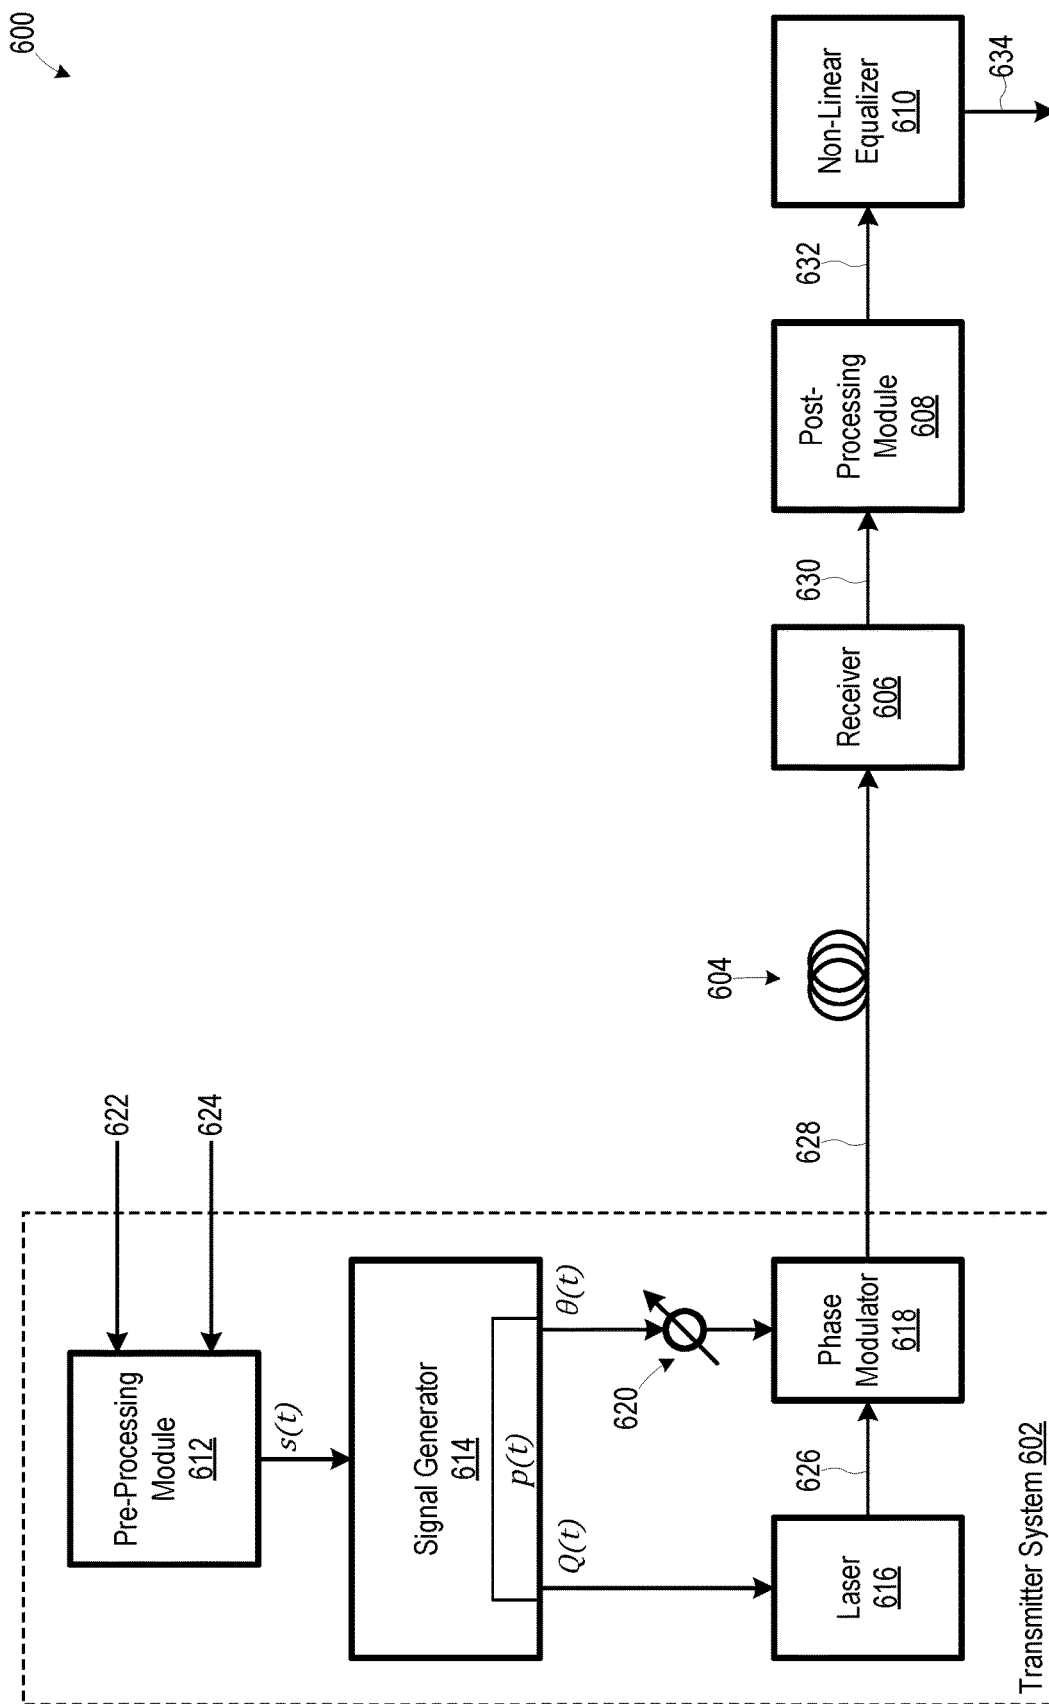 600
622
624
Pre-Processing
Module
612
s(t)
Signal Generator
614
p(t)
Q(t)
θ(t)
620
Laser
616
626
Phase
Modulator
618
Transmitter System 602
628
604
Receiver
606
630
Post-
Processing
Module
608
632
Non-Linear
Equalizer
610
634